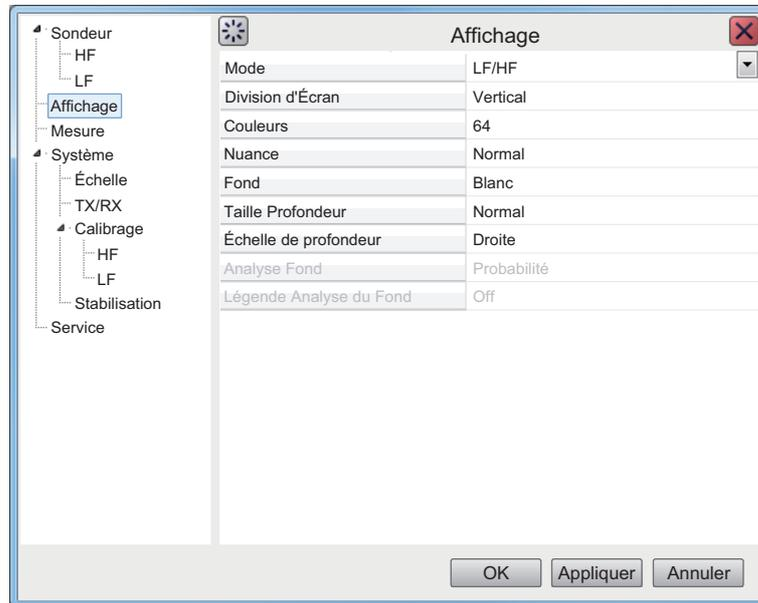 Sondeur
HF
LF
Affichage
Mesure
Système
Échelle
TX/RX
Calibrage
HF
LF
Stabilisation
Service
Affichage
Mode LF/HF
Division d'Écran Vertical
Couleurs 64
Nuance Normal
Fond Blanc
Taille Profondeur Normal
Échelle de profondeur Droite
Analyse Fond Probabilité
Légende Analyse du Fond Off
OK Appliquer Annuler